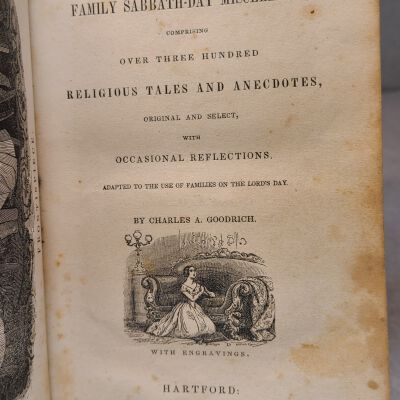 FAMILY SABBATH-DAY
COMPRISING
OVER THREE HUNDRED
RELIGIOUS TALES AND ANECDOTES,
ORIGINAL AND SELECT,
WITH
OCCASIONAL REFLECTIONS.
ADAPTED TO THE USE OF FAMILIES ON THE LORD'S DAY.
BY CHARLES A. GOODRICH.
WITH ENGRAVINGS.
HARTFORD: